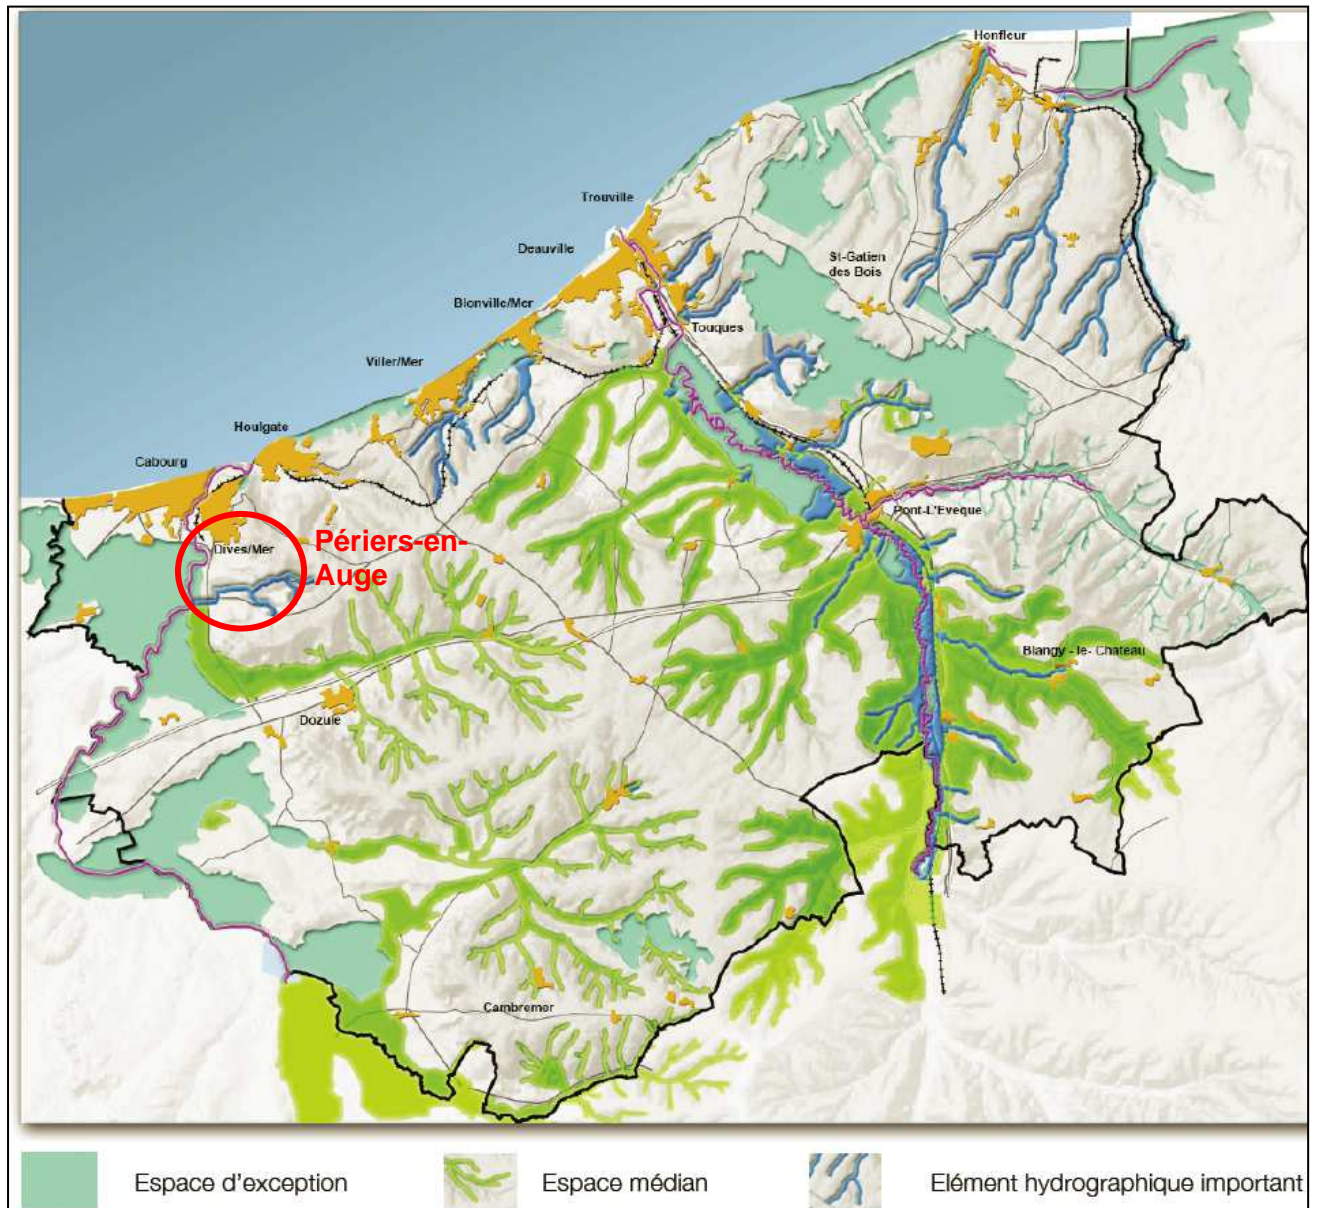 Honfleur
Trouville
Deauville
St-Gatien
des Bois
Blonville/Mer
Touques
Viller/Mer
Houlgate
Cabourg
Pont-L'Eveque
Dives/Mer
Périers-en-
Auge
Blangy - le- Chateau
Dozule
Cambremer
Espace d'exception
Espace médian
Elément hydrographique important